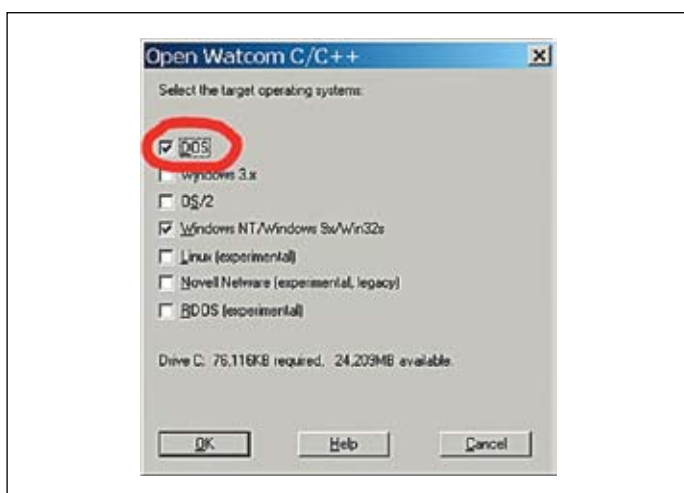 Open Watcom C/C++
Select the target operating systems:
DOS
Windows 3.x
OS/2
Windows NT/Windows 9x/Win32s
Linux (experimental)
Novell Netware (experimental, legacy)
RDOS (experimental)
Drive C: 76,116KB required, 24,209MB available.
OK
Help
Cancel